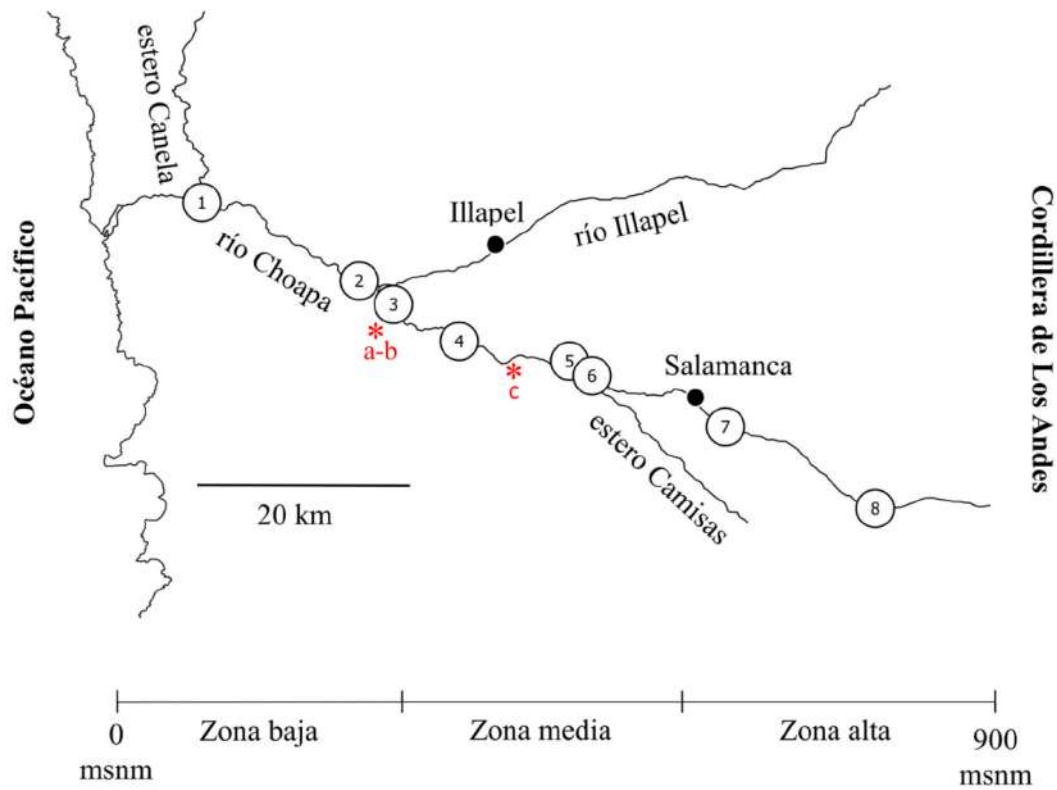 estero Canela
1
Illapel
río Illapel
río Choapa
2
3
*
a-b
4
*
c
5
6
Salamanca
7
estero Camisas
8
Océano Pacífico
Cordillera de Los Andes
20 km
0
msnm
Zona baja
Zona media
Zona alta
900
msnm